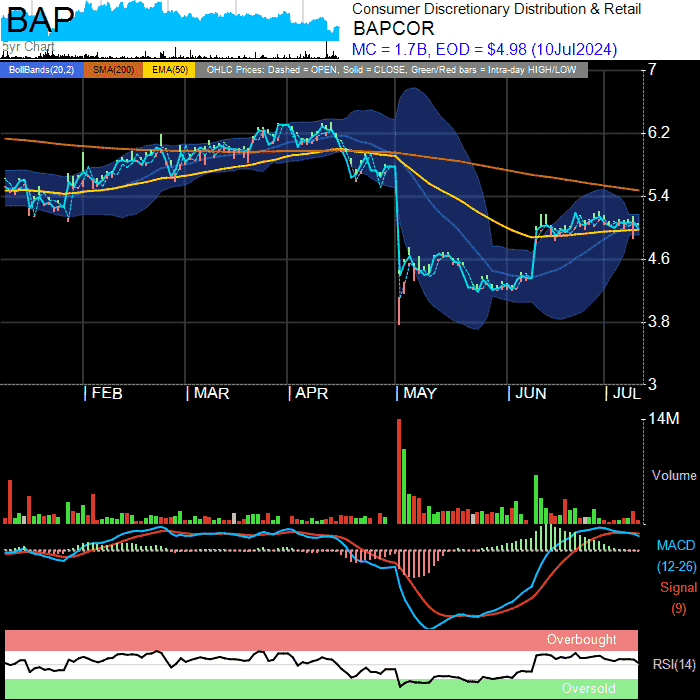 BAP
5yr Chart
Consumer Discretionary Distribution & Retail
BAPCOR
MC = 1.7B, EOD = $4.98 (10Jul2024)
BollBands(20,2) SMA(200) EMA(50) OHLC Prices: Dashed = OPEN, Solid = CLOSE, Green/Red bars = Intra-day HIGH/LOW
7
6.2
5.4
4.6
3.8
3
FEB MAR APR MAY JUN JUL
14M
Volume
MACD
(12-26)
Signal
(9)
Overbought
RSI(14)
Oversold